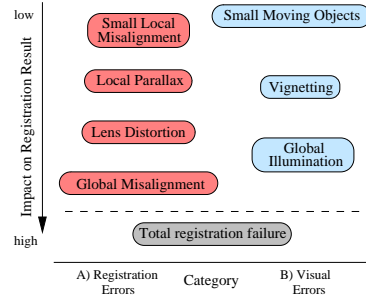 low
Impact on Registration Result
high
Small Local
Misalignment
Local Parallax
Lens Distortion
Global Misalignment
Small Moving Objects
Vignetting
Global
Illumination
Total registration failure
A) Registration
Errors
Category
B) Visual
Errors